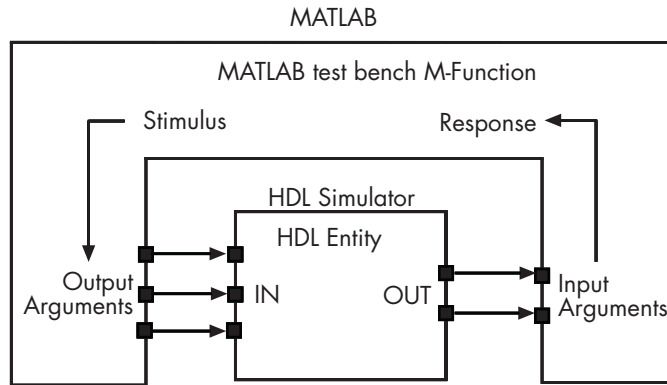 MATLAB
MATLAB test bench M-Function
Stimulus
Response
HDL Simulator
HDL Entity
Output
Arguments
IN
OUT
Input
Arguments